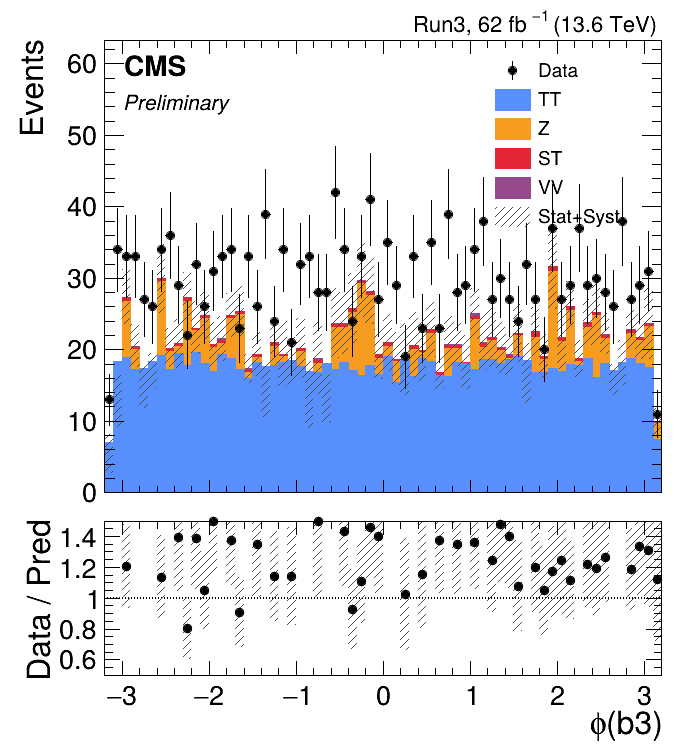 Run3, 62 fb⁻¹ (13.6 TeV)
CMS
Preliminary
Events
60
50
40
30
20
10
0
Data
TT
Z
ST
VV
Stat+Syst
Data / Pred
1.4
1.2
1
0.8
0.6
−3 −2 −1 0 1 2 3
ϕ(b3)